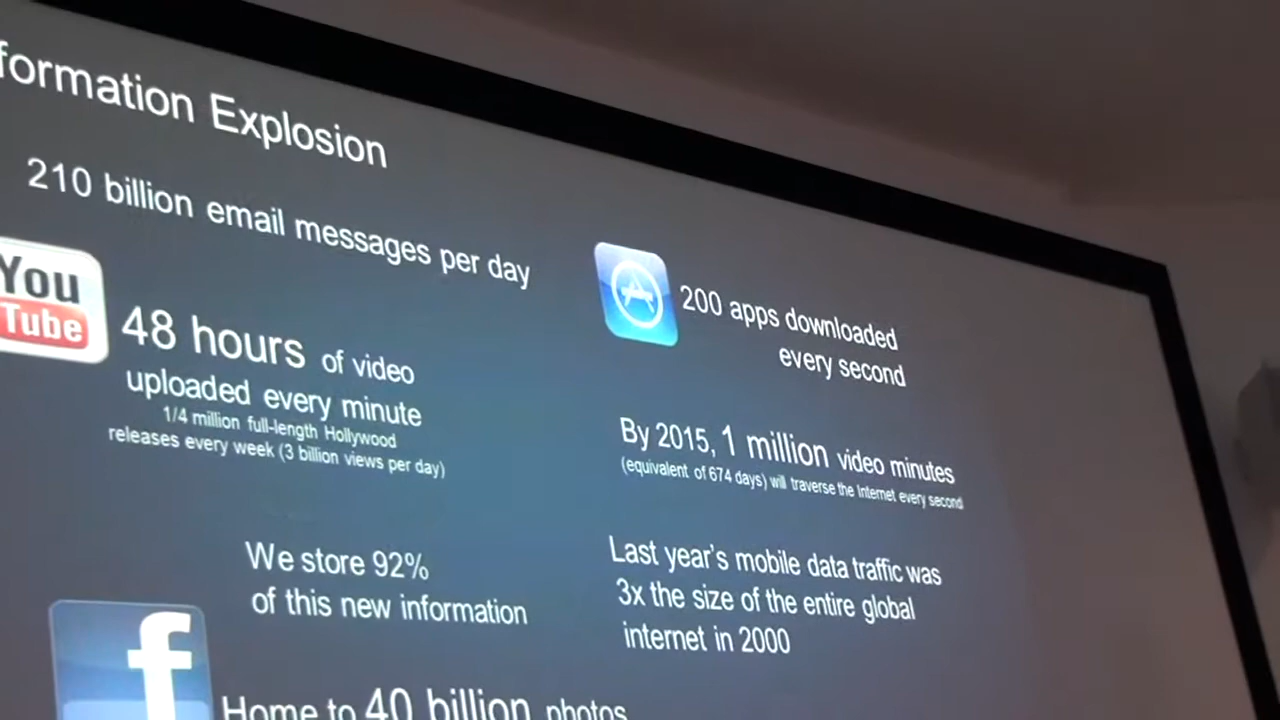 formation Explosion
210 billion email messages per day
You
Tube
48 hours of video
uploaded every minute
1/4 million full-length Hollywood
releases every week (3 billion views per day)
200 apps downloaded
every second
By 2015, 1 million video minutes
(equivalent of 674 days) will traverse the Internet every second
We store 92%
of this new information
Last year's mobile data traffic was
3x the size of the entire global
internet in 2000
f
Home to 40 billion photos